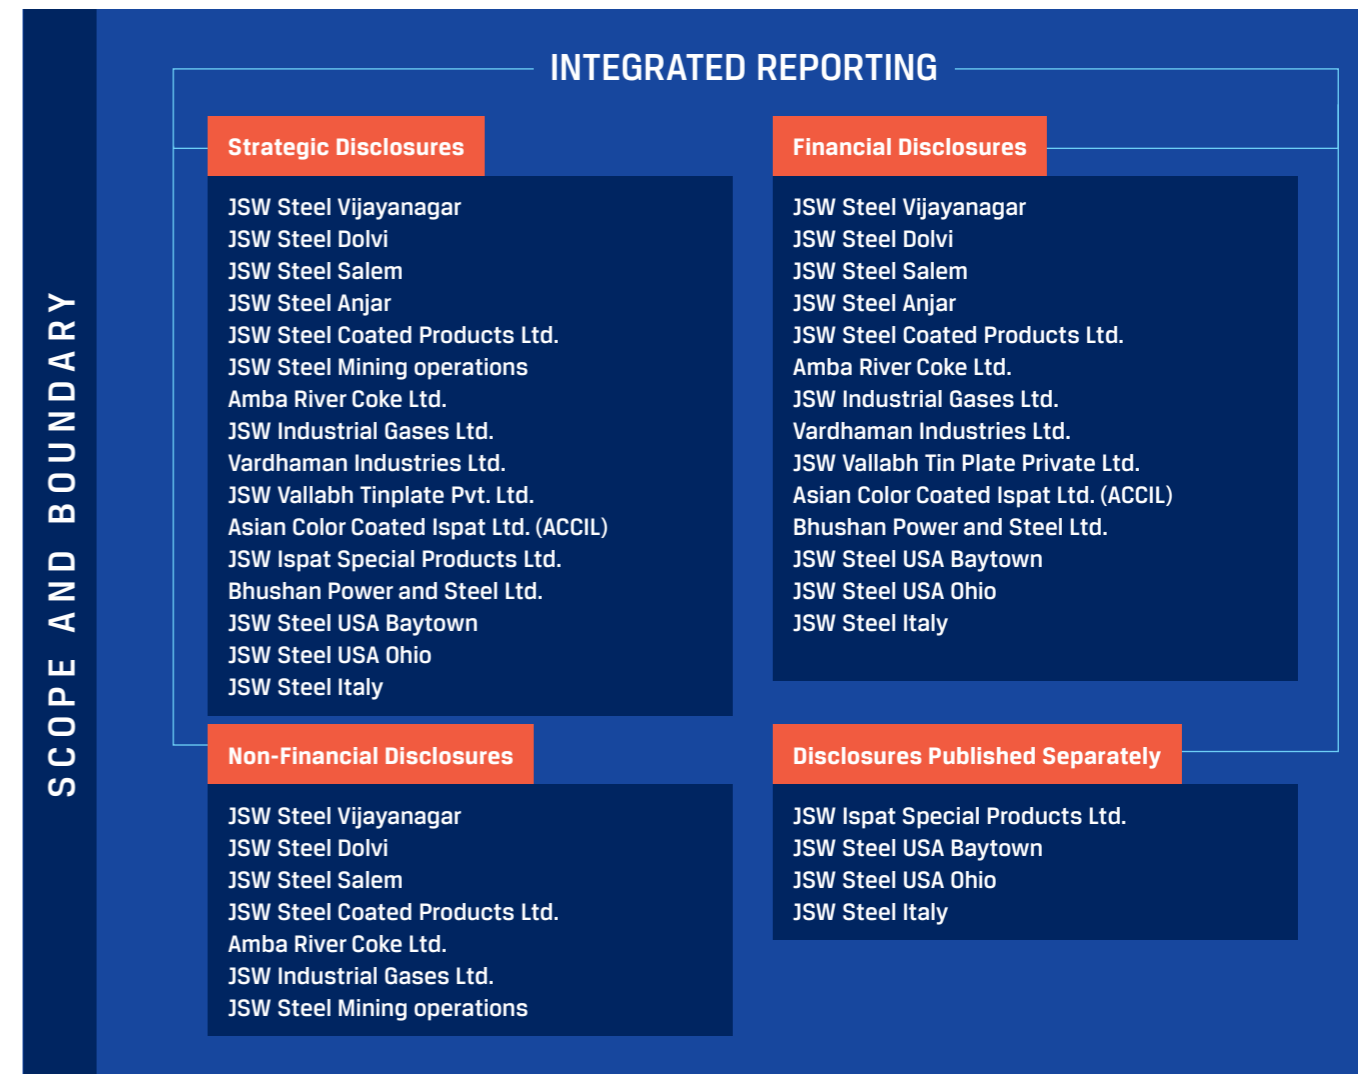 SCOPE AND BOUNDARY
INTEGRATED REPORTING
Strategic Disclosures
JSW Steel Vijayanagar
JSW Steel Dolvi
JSW Steel Salem
JSW Steel Anjar
JSW Steel Coated Products Ltd.
JSW Steel Mining operations
Amba River Coke Ltd.
JSW Industrial Gases Ltd.
Vardhaman Industries Ltd.
JSW Vallabh Tinplate Pvt. Ltd.
Asian Color Coated Ispat Ltd. (ACCIL)
JSW Ispat Special Products Ltd.
Bhushan Power and Steel Ltd.
JSW Steel USA Baytown
JSW Steel USA Ohio
JSW Steel Italy
Financial Disclosures
JSW Steel Vijayanagar
JSW Steel Dolvi
JSW Steel Salem
JSW Steel Anjar
JSW Steel Coated Products Ltd.
Amba River Coke Ltd.
JSW Industrial Gases Ltd.
Vardhaman Industries Ltd.
JSW Vallabh Tin Plate Private Ltd.
Asian Color Coated Ispat Ltd. (ACCIL)
Bhushan Power and Steel Ltd.
JSW Steel USA Baytown
JSW Steel USA Ohio
JSW Steel Italy
Non-Financial Disclosures
JSW Steel Vijayanagar
JSW Steel Dolvi
JSW Steel Salem
JSW Steel Coated Products Ltd.
Amba River Coke Ltd.
JSW Industrial Gases Ltd.
JSW Steel Mining operations
Disclosures Published Separately
JSW Ispat Special Products Ltd.
JSW Steel USA Baytown
JSW Steel USA Ohio
JSW Steel Italy